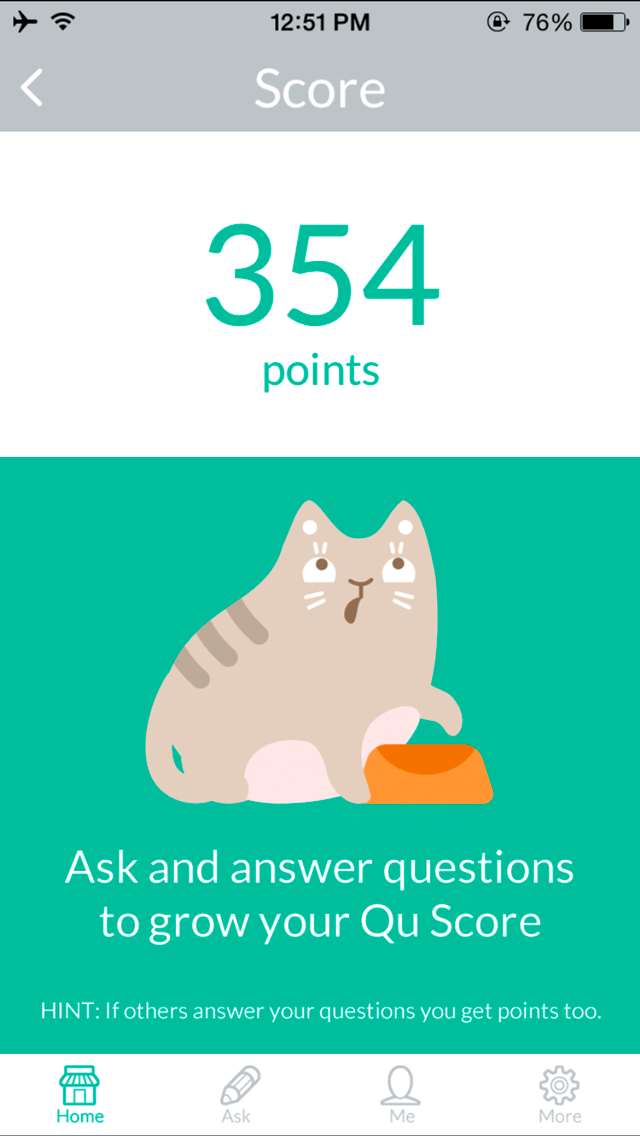 12:51 PM
76%
Score
354
points
Ask and answer questions
to grow your Qu Score
HINT: If others answer your questions you get points too.
Home
Ask
Me
More